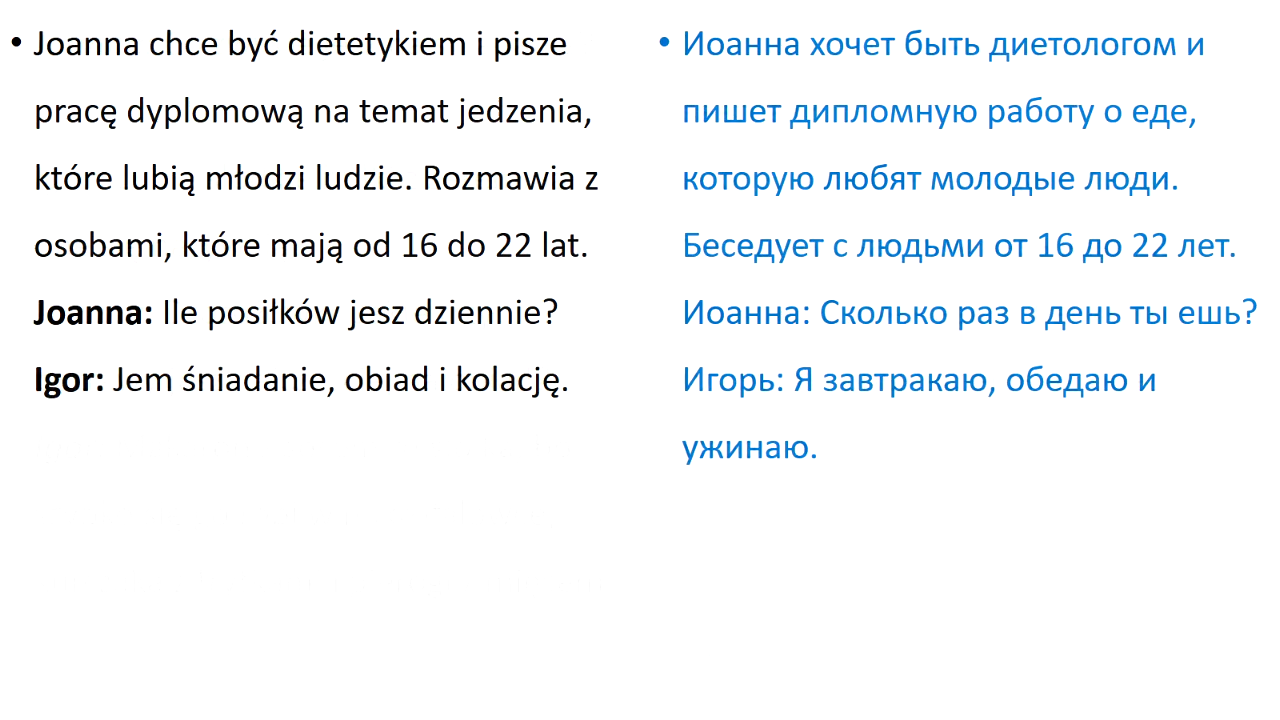 • Joanna chce być dietetykiem i pisze
pracę dyplomową na temat jedzenia,
które lubią młodzi ludzie. Rozmawia z
osobami, które mają od 16 do 22 lat.
Joanna: Ile posiłków jesz dziennie?
Igor: Jem śniadanie, obiad i kolację.
• Иоанна хочет быть диетологом и
пишет дипломную работу о еде,
которую любят молодые люди.
Беседует с людьми от 16 до 22 лет.
Иоанна: Сколько раз в день ты ешь?
Игорь: Я завтракаю, обедаю и
ужинаю.